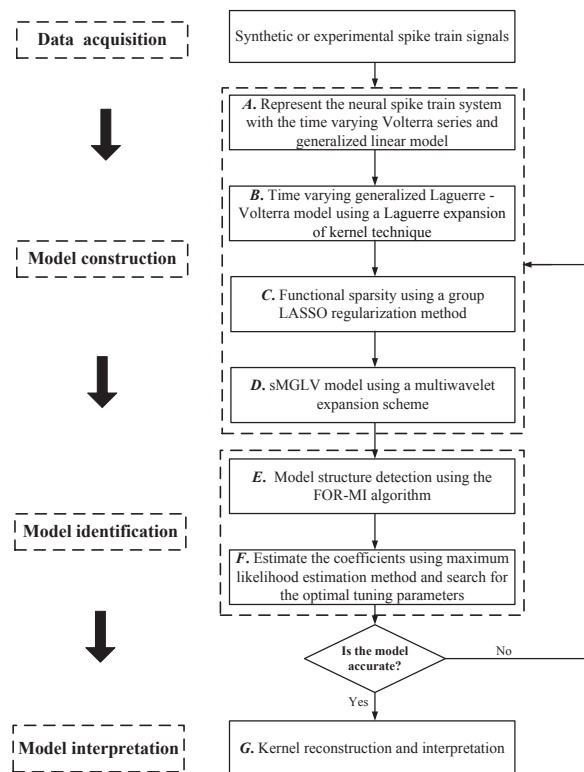 Data acquisition
Synthetic or experimental spike train signals
A. Represent the neural spike train system
with the time varying Volterra series and
generalized linear model
B. Time varying generalized Laguerre -
Volterra model using a Laguerre expansion
of kernel technique
Model construction
C. Functional sparsity using a group
LASSO regularization method
D. sMGLV model using a multiwavelet
expansion scheme
E. Model structure detection using the
FOR-MI algorithm
Model identification
F. Estimate the coefficients using maximum
likelihood estimation method and search for
the optimal tuning parameters
Is the model
accurate?
No
Yes
Model interpretation
G. Kernel reconstruction and interpretation